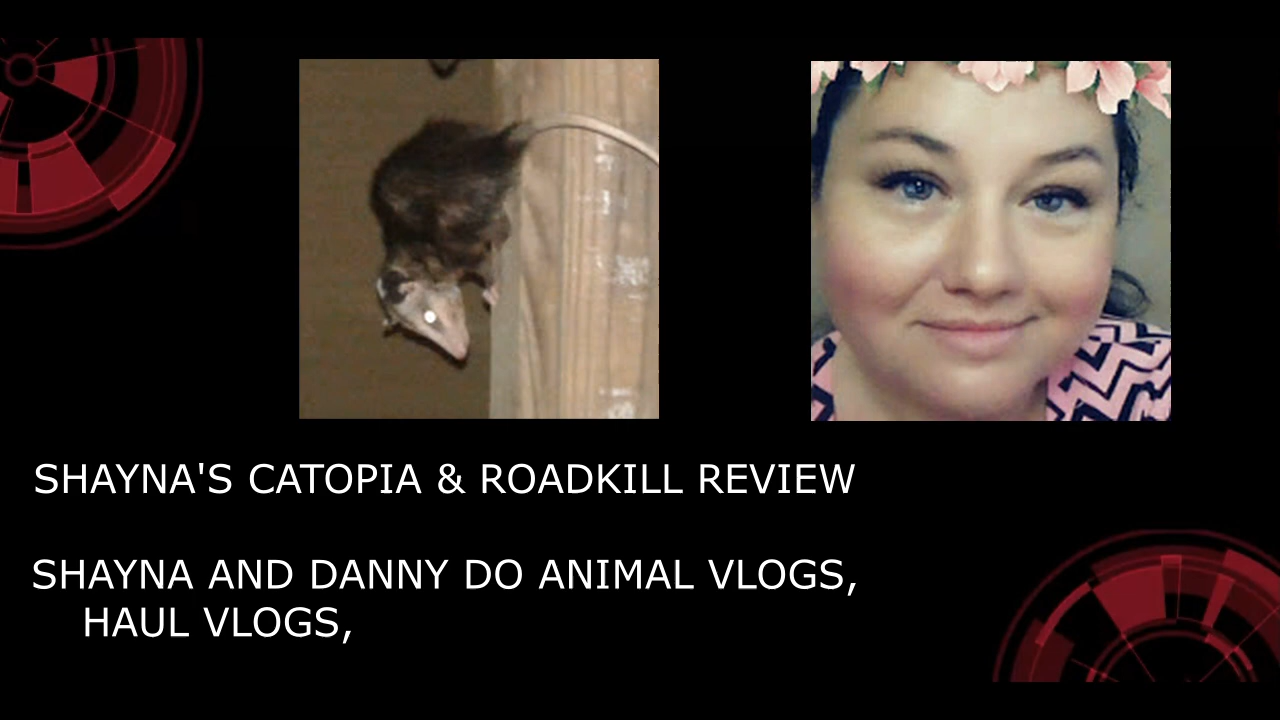 SHAYNA'S CATOPIA & ROADKILL REVIEW
SHAYNA AND DANNY DO ANIMAL VLOGS,
HAUL VLOGS,